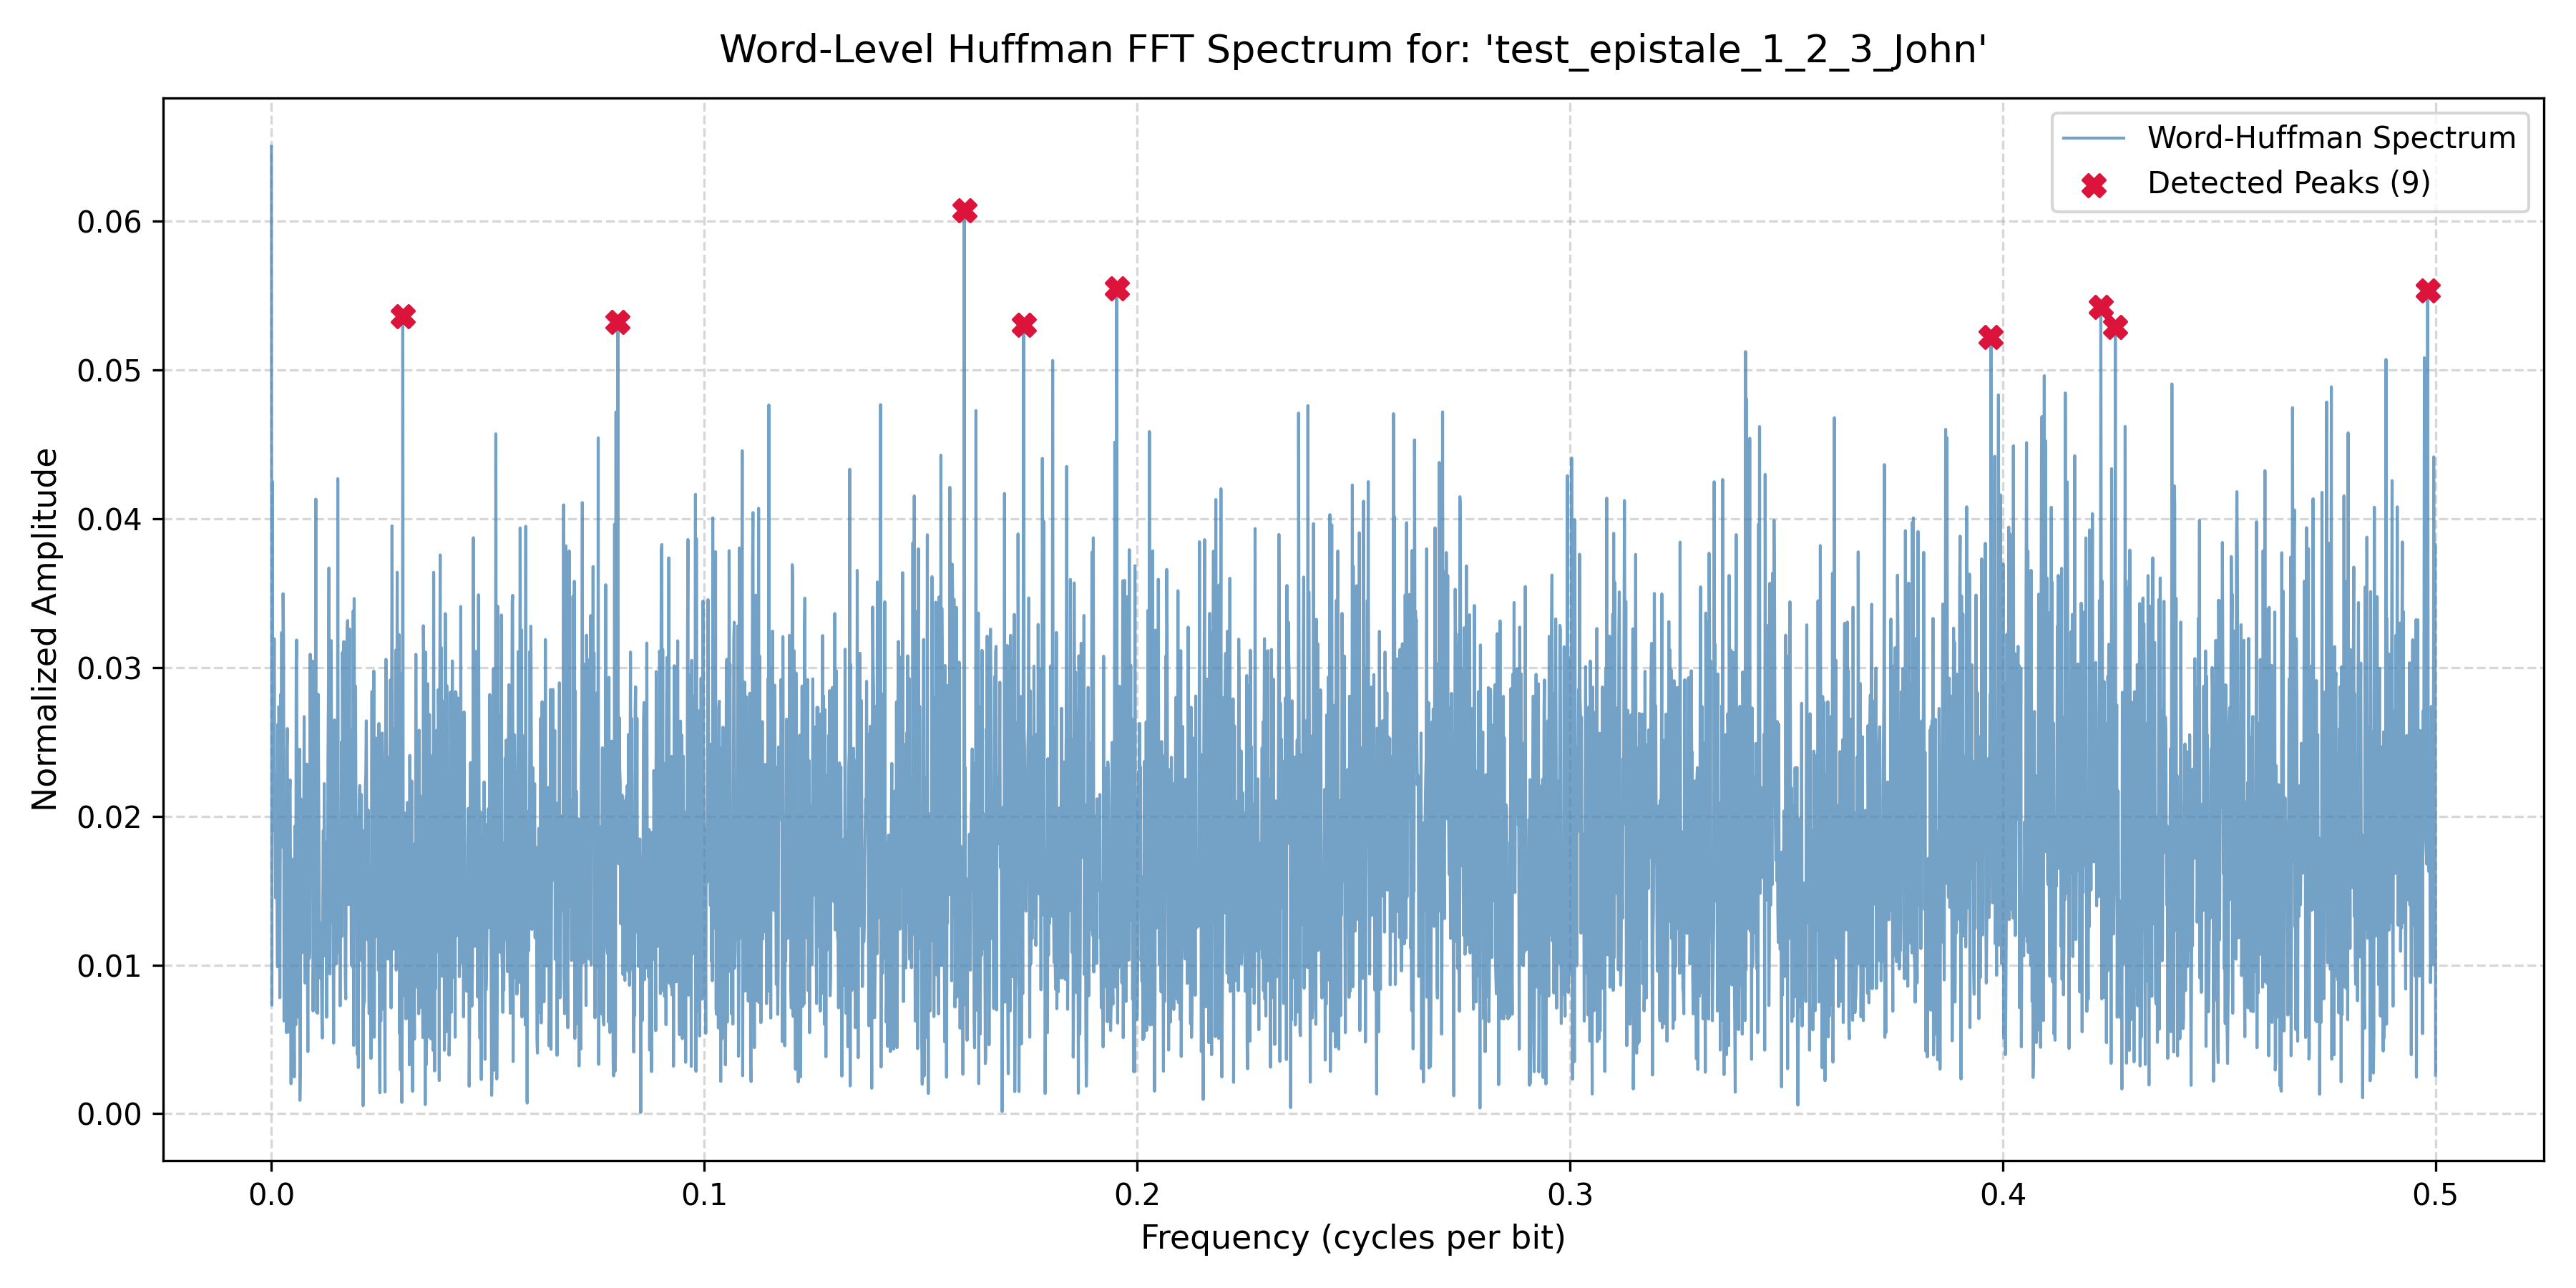 Word-Level Huffman FFT Spectrum for: 'test_epistale_1_2_3_John'
Word-Huffman Spectrum
Detected Peaks (9)
Normalized Amplitude
0.06
0.05
0.04
0.03
0.02
0.01
0.00
0.0 0.1 0.2 0.3 0.4 0.5
Frequency (cycles per bit)